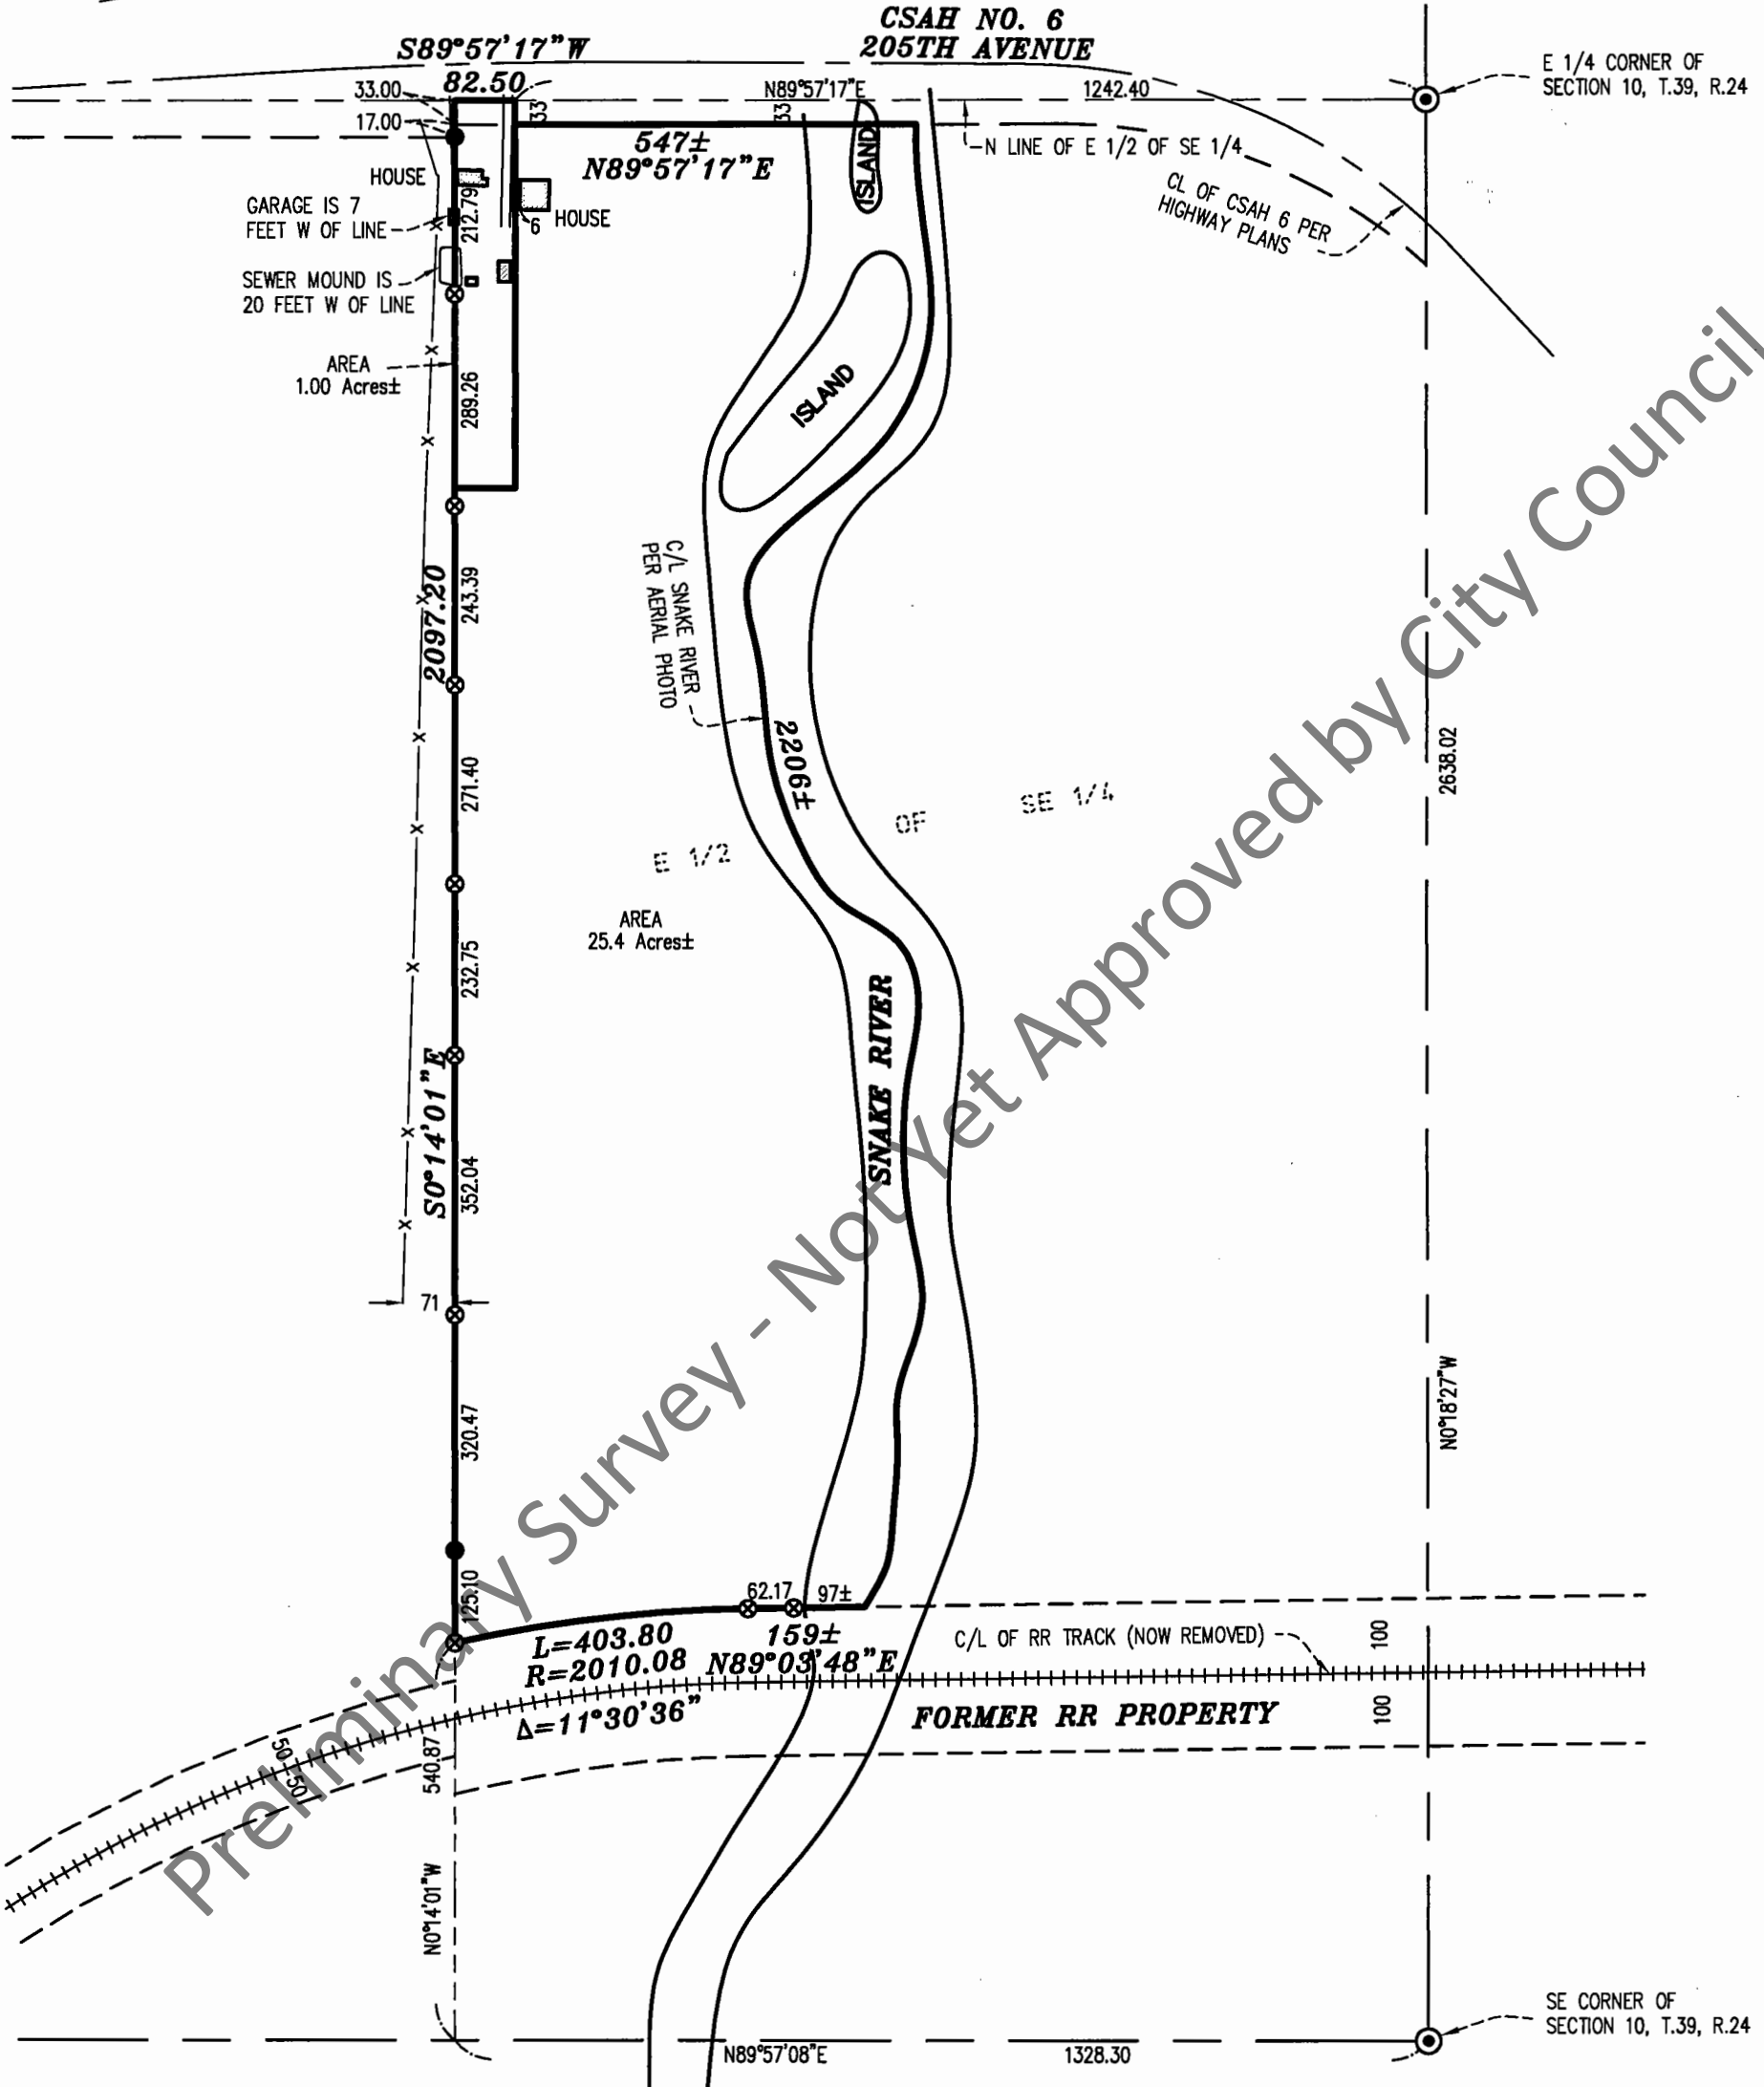 CSAH NO. 6
205TH AVENUE
S89°57'17"W
82.50
33.00
17.00
33
N89°57'17"E
33
1242.40
E 1/4 CORNER OF
SECTION 10, T.39, R.24
547±
N89°57'17"E
ISLAND
N LINE OF E 1/2 OF SE 1/4
CL OF CSAH 6 PER
HIGHWAY PLANS
HOUSE
212.79
6 HOUSE
GARAGE IS 7
FEET W OF LINE
SEWER MOUND IS
20 FEET W OF LINE
AREA
1.00 Acres±
289.26
ISLAND
C/L SNAKE RIVER
PER AERIAL PHOTO
2097.20
243.39
271.40
2206±
2638.02
E 1/2 OF SE 1/4
AREA
25.4 Acres±
232.75
SNAKE RIVER
S0°14'01"E
352.04
71
320.47
N0°18'27"W
125.10
62.17
97±
L=403.80
R=2010.08
Δ=11°30'36"
159±
N89°03'48"E
C/L OF RR TRACK (NOW REMOVED)
100
100
FORMER RR PROPERTY
50
50
540.87
N0°14'01"W
SE CORNER OF
SECTION 10, T.39, R.24
N89°57'08"E
1328.30
Preliminary Survey - Not Yet Approved by City Council